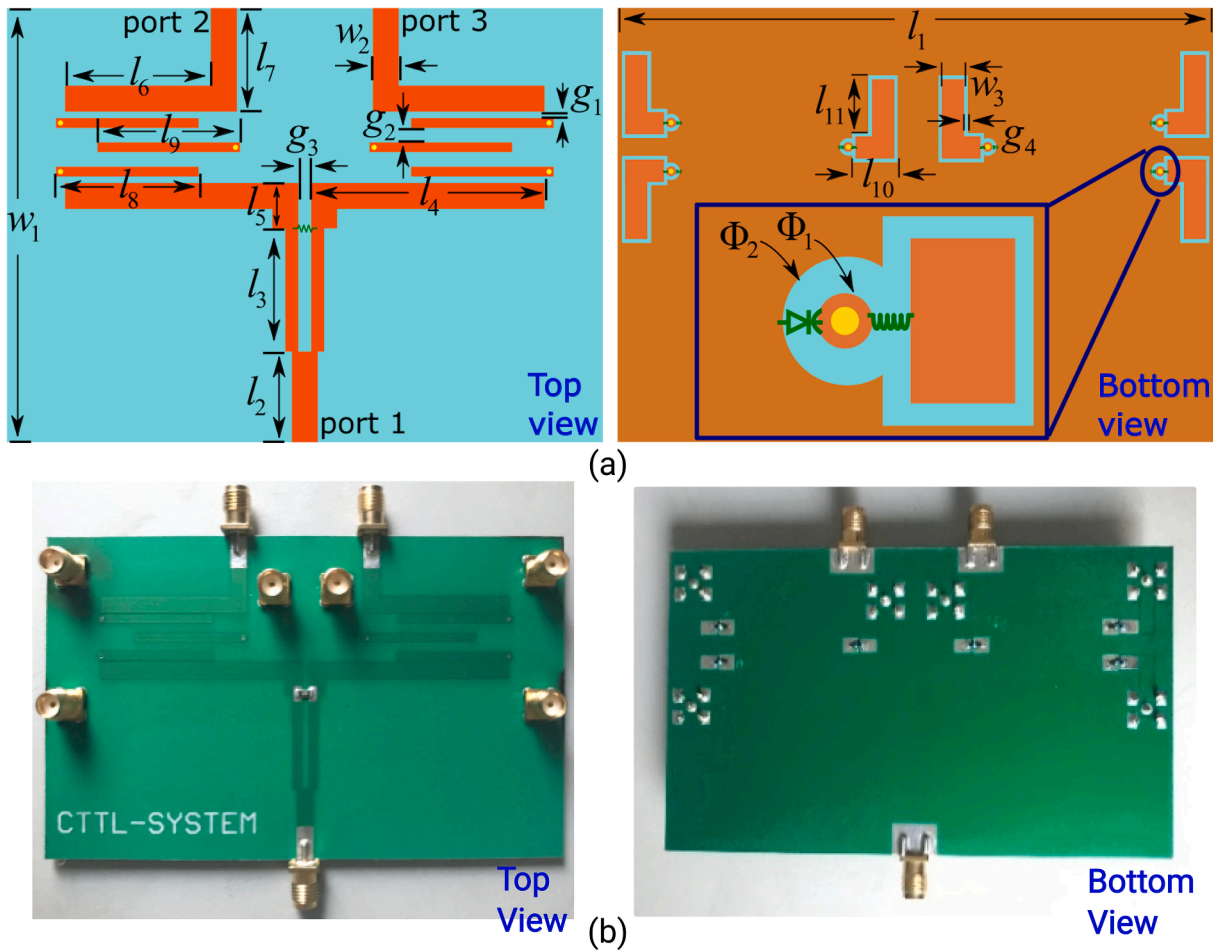 port 2
port 3
w₂
l₇
l₆
g₁
g₂
l₉
g₃
l₈
l₅
l₄
w₁
l₃
l₂
port 1
Top
view
l₁
w₃
l₁₁
g₄
l₁₀
Φ₂
Φ₁
Bottom
view
(a)
CTTL-SYSTEM
Top
View
Bottom
View
(b)